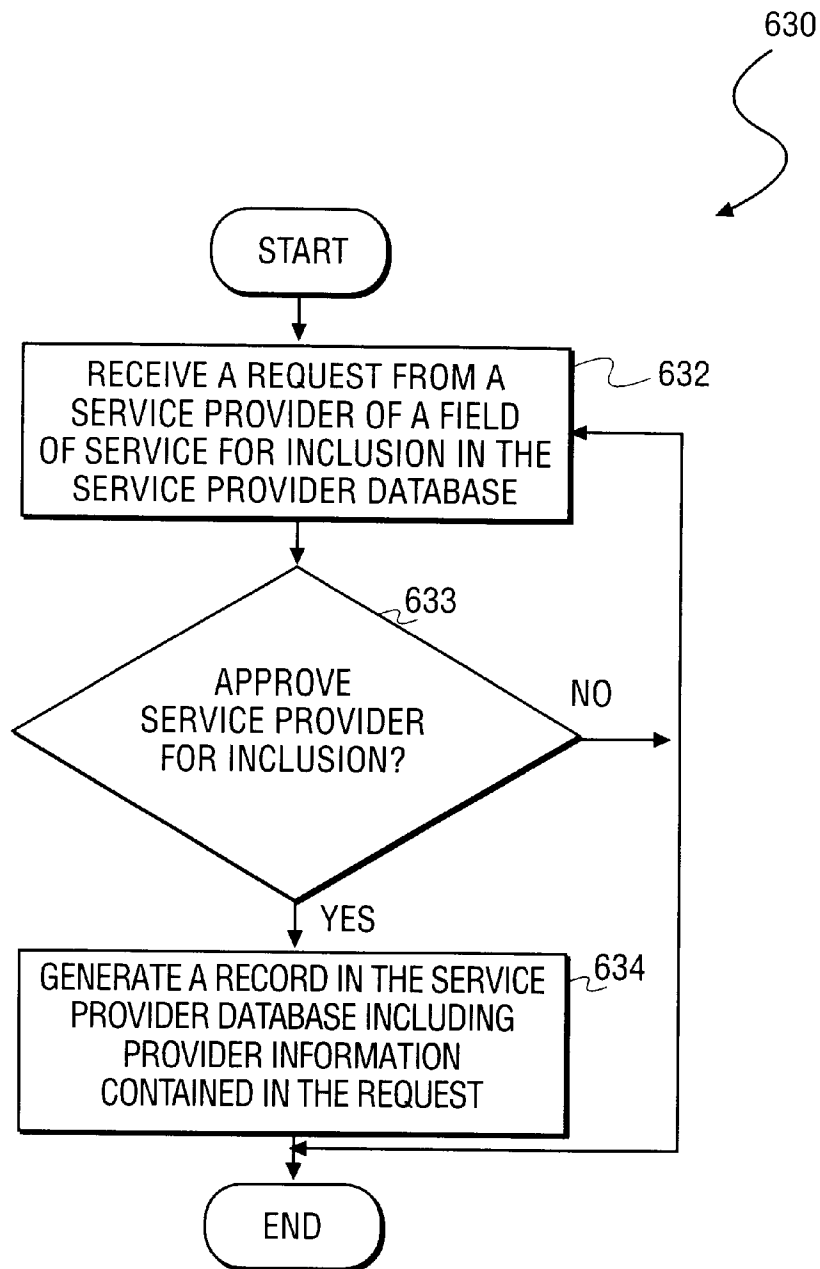 630
START
RECEIVE A REQUEST FROM A
SERVICE PROVIDER OF A FIELD
OF SERVICE FOR INCLUSION IN THE
SERVICE PROVIDER DATABASE
632
633
APPROVE
SERVICE PROVIDER
FOR INCLUSION?
NO
YES
GENERATE A RECORD IN THE SERVICE
PROVIDER DATABASE INCLUDING
PROVIDER INFORMATION
CONTAINED IN THE REQUEST
634
END